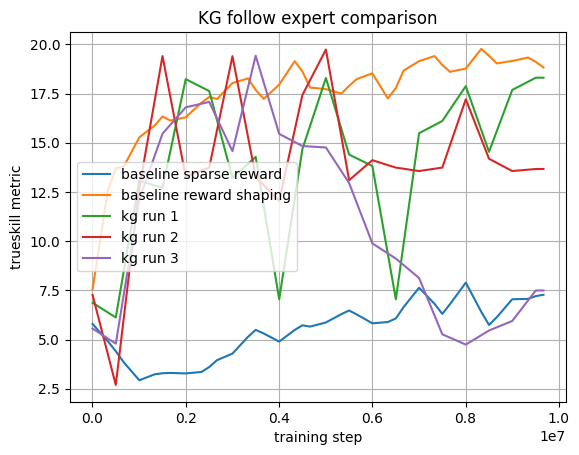 KG follow expert comparison
20.0
17.5
15.0
12.5
10.0
7.5
5.0
2.5
trueskill metric
baseline sparse reward
baseline reward shaping
kg run 1
kg run 2
kg run 3
0.0 0.2 0.4 0.6 0.8 1.0
1e7
training step